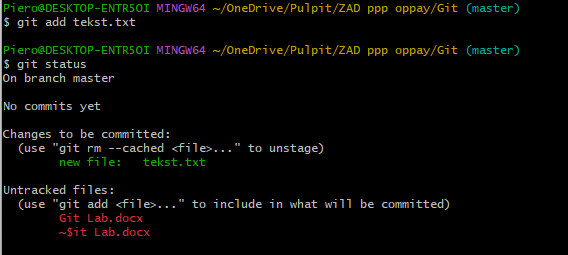 Piero@DESKTOP-ENTR5OI MINGW64 ~/OneDrive/Pulpit/ZAD ppp oppay/Git (master)
$ git add tekst.txt
Piero@DESKTOP-ENTR5OI MINGW64 ~/OneDrive/Pulpit/ZAD ppp oppay/Git (master)
$ git status
On branch master
No commits yet
Changes to be committed:
  (use "git rm --cached <file>..." to unstage)
        new file:   tekst.txt
Untracked files:
  (use "git add <file>..." to include in what will be committed)
        Git Lab.docx
        ~$it Lab.docx